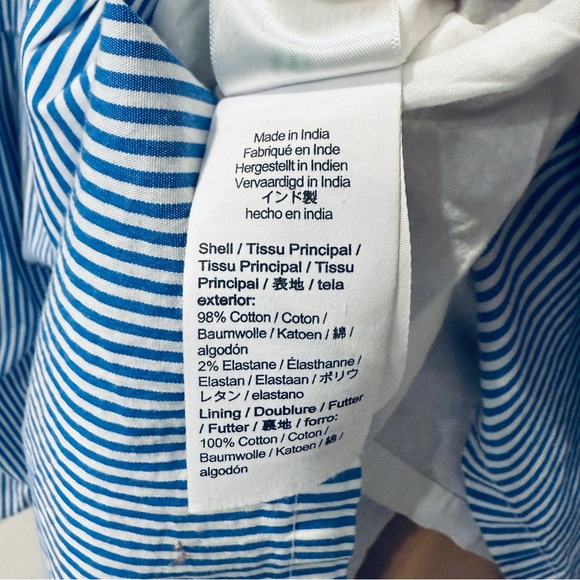 Made in India
Fabriqué en Inde
Hergestellt in Indien
Vervaardigd in India
インド製
hecho en india
Shell / Tissu Principal /
Tissu Principal / Tissu
Principal / 表地 / tela
exterior:
98% Cotton / Coton /
Baumwolle / Katoen / 綿 /
algodón
2% Elastane / Élasthanne /
Elastan / Elastaan / ポリウ
レタン / elastano
Lining / Doublure / Futter
/ Futter / 裏地 / forro:
100% Cotton / Coton /
Baumwolle / Katoen / 綿 /
algodón